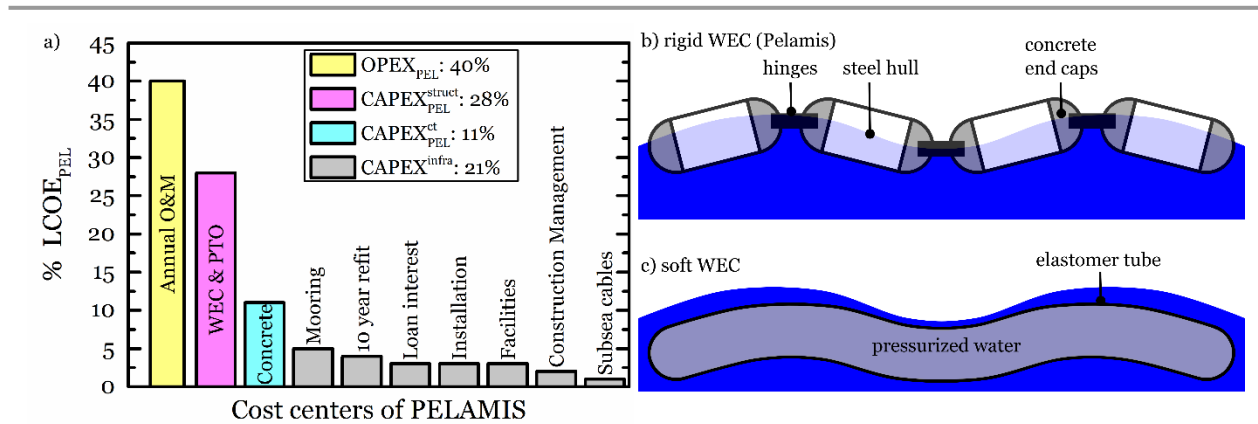 a)
% LCOE_PEL
45
40
35
30
25
20
15
10
5
0
OPEX_PEL: 40%
CAPEX_PEL^struct: 28%
CAPEX_PEL^ct: 11%
CAPEX^infra: 21%
Annual O&M
WEC & PTO
Concrete
Mooring
10 year refit
Loan interest
Installation
Facilities
Construction Management
Subsea cables
Cost centers of PELAMIS
b) rigid WEC (Pelamis)
hinges
steel hull
concrete
end caps
c) soft WEC
elastomer tube
pressurized water